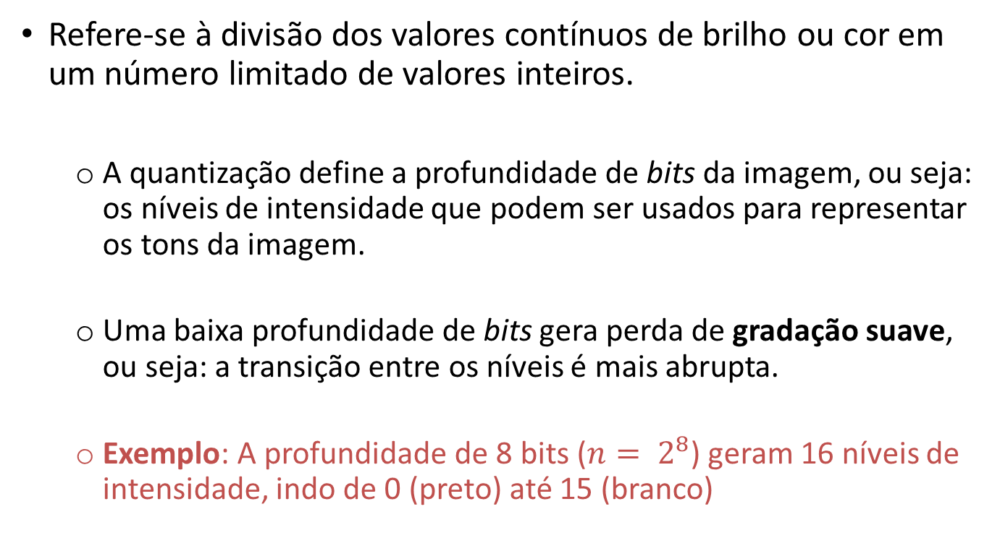 • Refere-se à divisão dos valores contínuos de brilho ou cor em
um número limitado de valores inteiros.
o A quantização define a profundidade de bits da imagem, ou seja:
os níveis de intensidade que podem ser usados para representar
os tons da imagem.
o Uma baixa profundidade de bits gera perda de gradação suave,
ou seja: a transição entre os níveis é mais abrupta.
o Exemplo: A profundidade de 8 bits (n = 2⁸) geram 16 níveis de
intensidade, indo de 0 (preto) até 15 (branco)